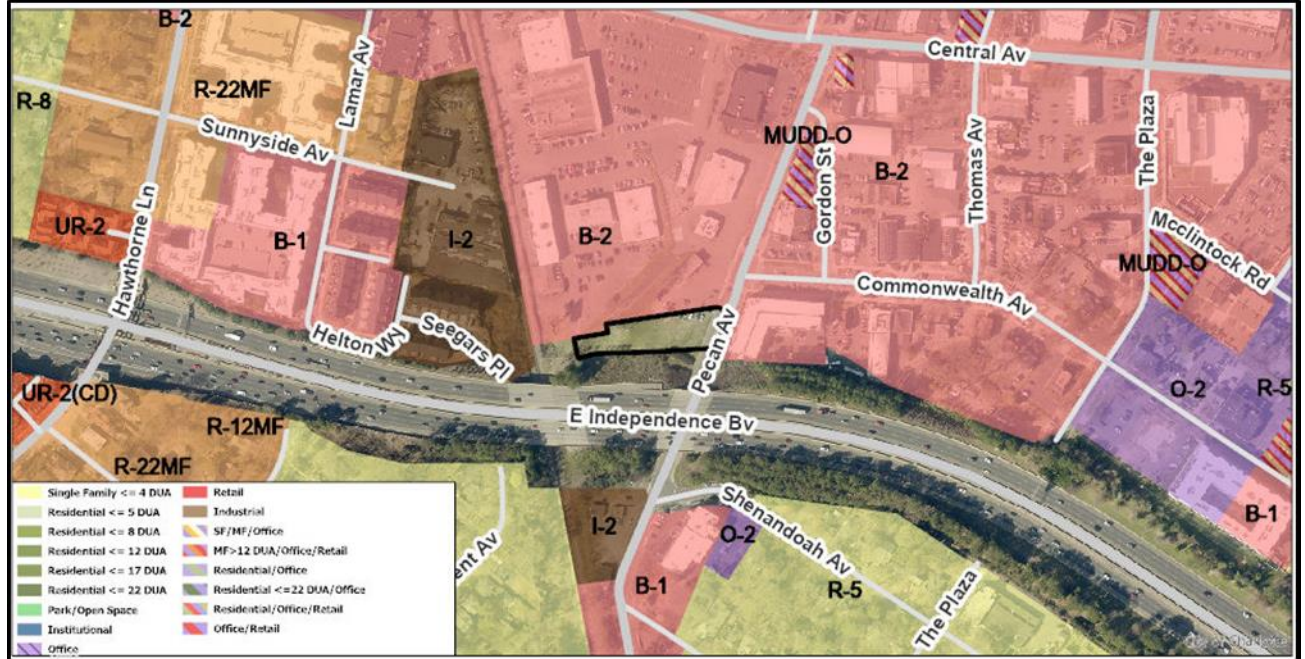 B-2
Central Av
Lamar Av
R-22MF
R-8
Sunnyside Av
MUDD-O
Gordon St
B-2
Thomas Av
The Plaza
Hawthorne Ln
UR-2
B-1
I-2
B-2
Mcclintock Rd
MUDD-O
Commonwealth Av
Helton Wy
Seegars Pl
Pecan Av
O-2
R-5
UR-2(CD)
R-12MF
E Independence Bv
R-22MF
I-2
Shenandoah Av
O-2
B-1
B-1
R-5
The Plaza
ent Av
Single Family <= 4 DUA
Residential <= 5 DUA
Residential <= 8 DUA
Residential <= 12 DUA
Residential <= 17 DUA
Residential <= 22 DUA
Park/Open Space
Institutional
Office
Retail
Industrial
SF/MF/Office
MF>12 DUA/Office/Retail
Residential/Office
Residential <=22 DUA/Office
Residential/Office/Retail
Office/Retail